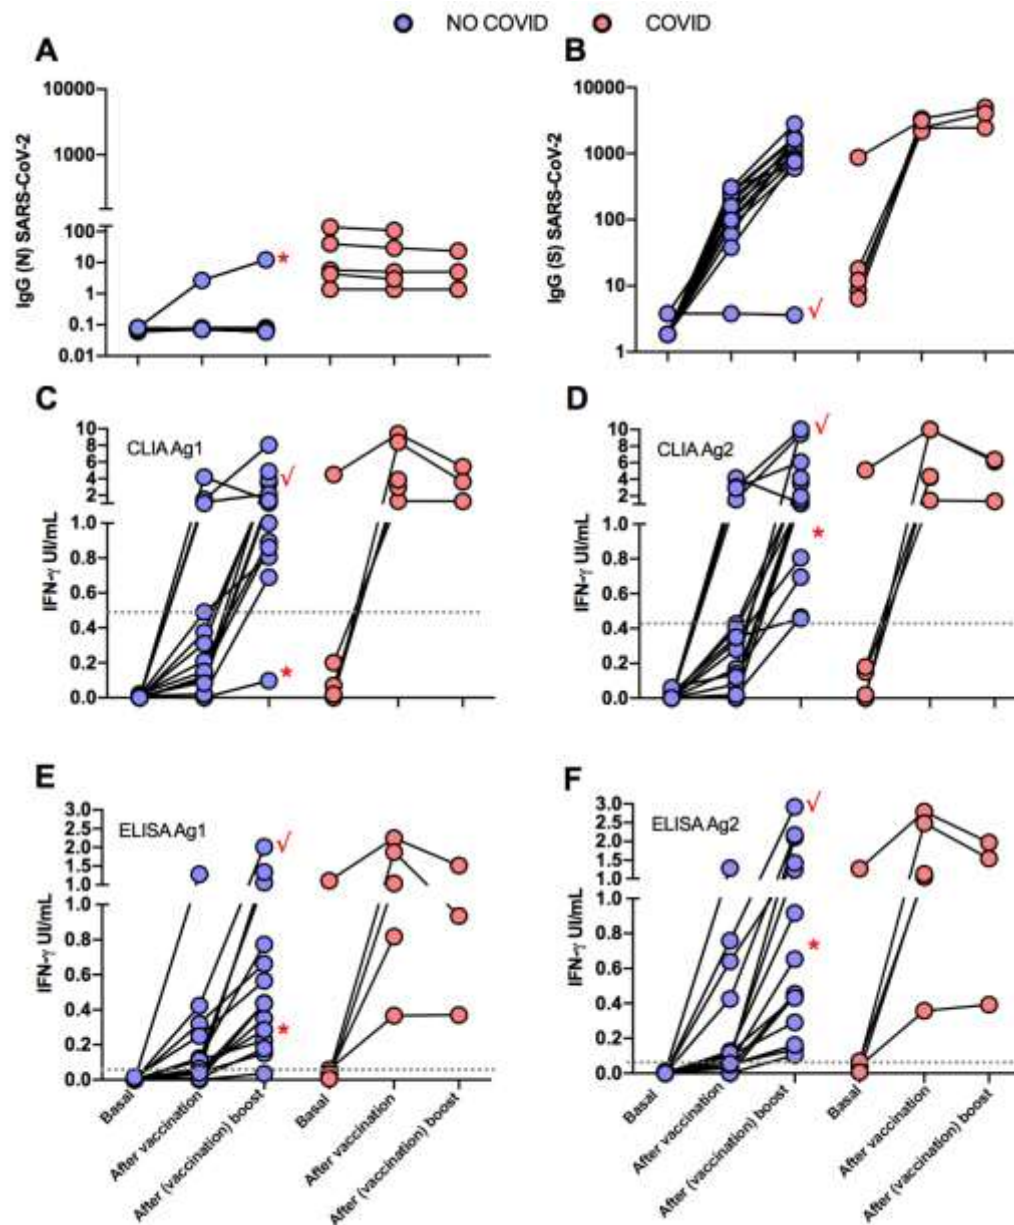 NO COVID COVID
A
10000
1000
100
10
1
0.1
0.01
IgG (N) SARS-CoV-2
*
B
10000
1000
100
10
1
IgG (S) SARS-CoV-2
√
C
CLIA Ag1
10
8
6
4
2
1.0
0.8
0.6
0.4
0.2
0.0
IFN-γ UI/mL
√
*
D
CLIA Ag2
10
8
6
4
2
1.0
0.8
0.6
0.4
0.2
0.0
IFN-γ UI/mL
√
*
E
ELISA Ag1
3.0
2.5
2.0
1.5
1.0
0.8
0.6
0.4
0.2
0.0
IFN-γ UI/mL
√
*
Basal
After vaccination
After (vaccination) boost
Basal
After vaccination
After (vaccination) boost
F
ELISA Ag2
3.0
2.5
2.0
1.5
1.0
1.0
0.8
0.6
0.4
0.2
0.0
IFN-γ UI/mL
√
*
Basal
After vaccination
After (vaccination) boost
Basal
After vaccination
After (vaccination) boost